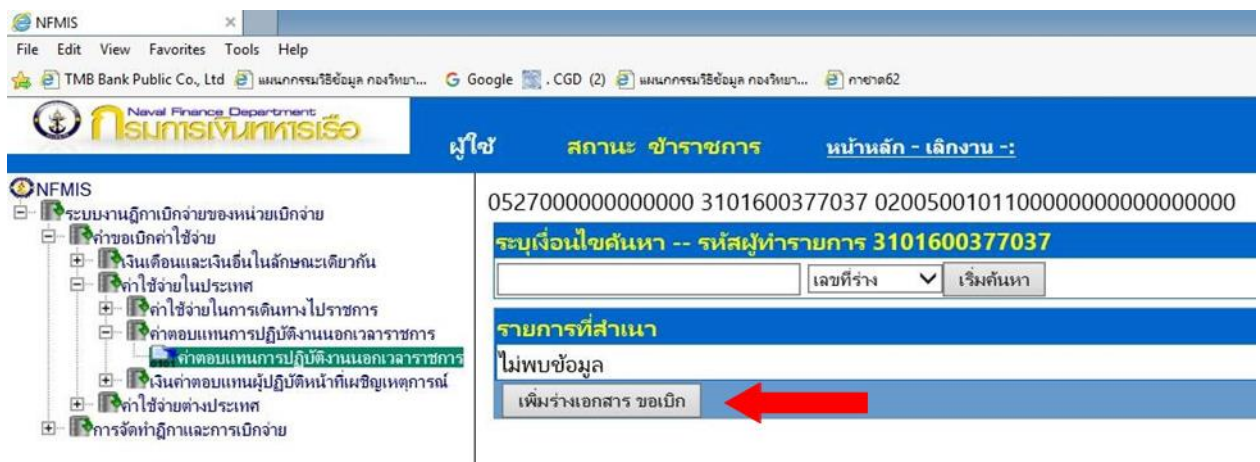 NFMIS
File Edit View Favorites Tools Help
TMB Bank Public Co., Ltd แผนกกรรมวิธีข้อมูล กองวิทยา... Google . CGD (2) แผนกกรรมวิธีข้อมูล กองวิทยา... กาชาด62
Naval Finance Department
กรมการเงินทหารเรือ
ผู้ใช้ สถานะ ข้าราชการ หน้าหลัก - เลิกงาน -:
NFMIS
ระบบงานฎีกาเบิกจ่ายของหน่วยเบิกจ่าย
คำขอเบิกค่าใช้จ่าย
เงินเดือนและเงินอื่นในลักษณะเดียวกัน
ค่าใช้จ่ายในประเทศ
ค่าใช้จ่ายในการเดินทางไปราชการ
ค่าตอบแทนการปฏิบัติงานนอกเวลาราชการ
ค่าตอบแทนการปฏิบัติงานนอกเวลาราชการ
เงินค่าตอบแทนผู้ปฏิบัติหน้าที่เผชิญเหตุการณ์
ค่าใช้จ่ายต่างประเทศ
การจัดทำฎีกาและการเบิกจ่าย
0527000000000000 3101600377037 02005001011000000000000000000
ระบุเงื่อนไขค้นหา -- รหัสผู้ทำรายการ 3101600377037
เลขที่ร่าง เริ่มค้นหา
รายการที่สำเนา
ไม่พบข้อมูล
เพิ่มร่างเอกสาร ขอเบิก